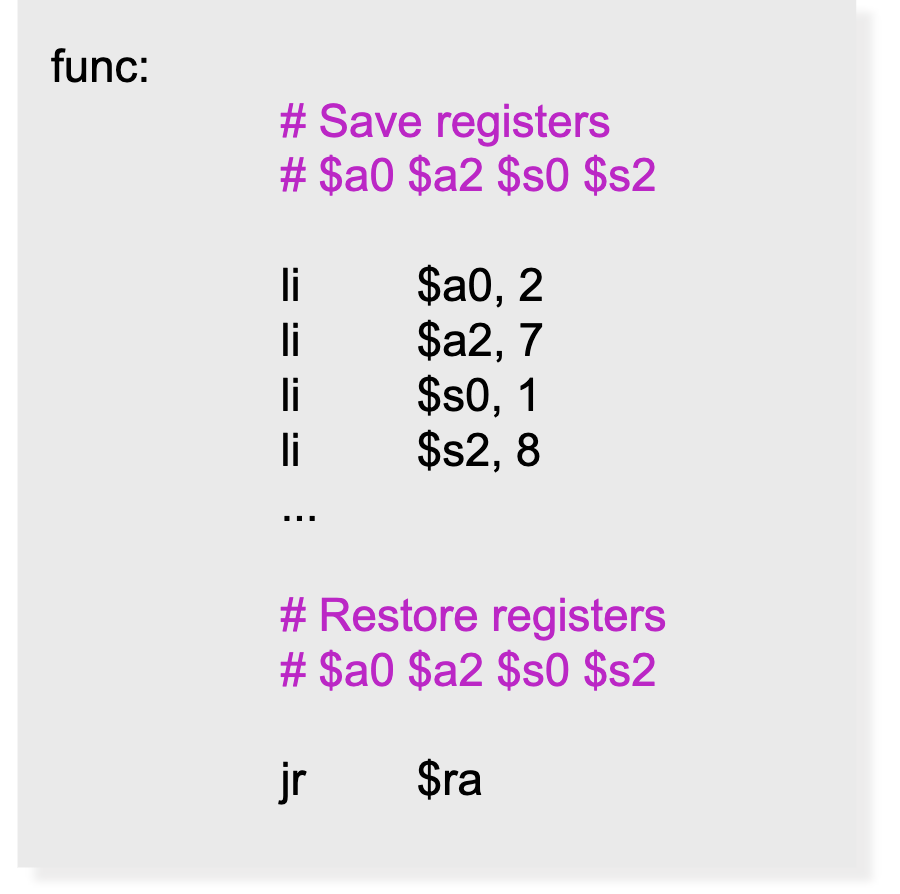 func:
# Save registers
# $a0 $a2 $s0 $s2
li $a0, 2
li $a2, 7
li $s0, 1
li $s2, 8
...
# Restore registers
# $a0 $a2 $s0 $s2
jr $ra